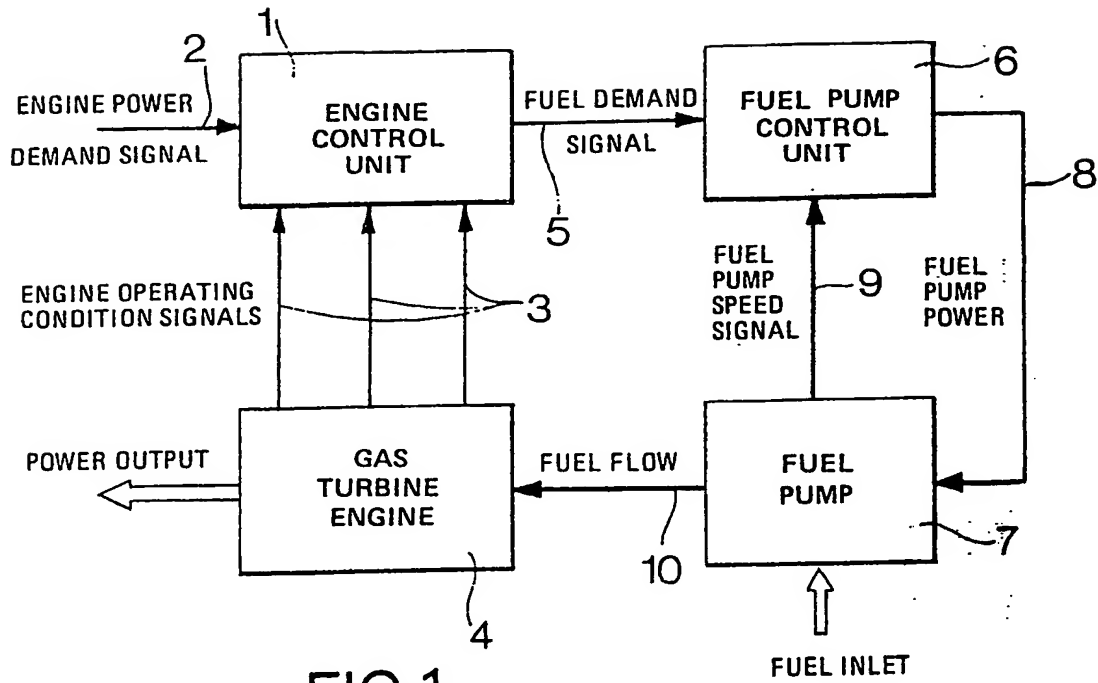 1
2
ENGINE POWER
DEMAND SIGNAL
ENGINE
CONTROL
UNIT
FUEL DEMAND
SIGNAL
5
FUEL PUMP
CONTROL
UNIT
6
8
ENGINE OPERATING
CONDITION SIGNALS
3
FUEL
PUMP
SPEED
SIGNAL
9
FUEL
PUMP
POWER
POWER OUTPUT
GAS
TURBINE
ENGINE
4
FUEL FLOW
10
FUEL
PUMP
7
FUEL INLET
FIG.1